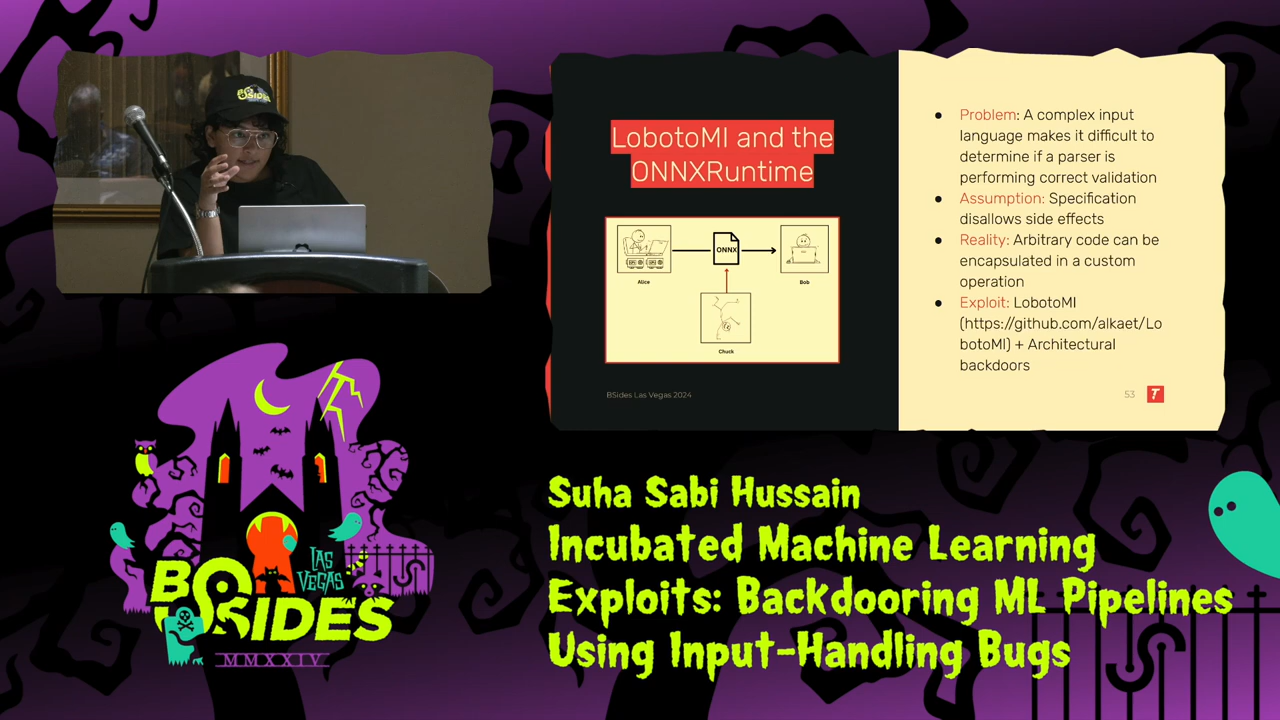 BSIDES
LobotoMl and the
ONNXRuntime
ONNX
Alice
Bob
Chuck
BSides Las Vegas 2024
● Problem: A complex input
language makes it difficult to
determine if a parser is
performing correct validation
● Assumption: Specification
disallows side effects
● Reality: Arbitrary code can be
encapsulated in a custom
operation
● Exploit: LobotoMl
(https://github.com/alkaet/Lo
botoMl) + Architectural
backdoors
53
T
LAS
VEGAS
BSIDES
MMXXIV
Suha Sabi Hussain
Incubated Machine Learning
Exploits: Backdooring ML Pipelines
Using Input-Handling Bugs